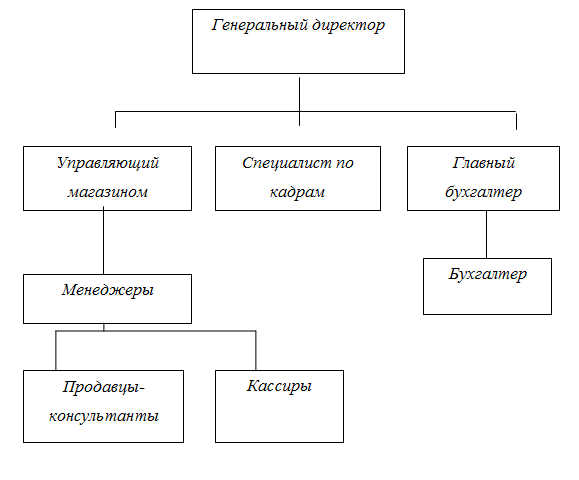 Генеральный директор
Управляющий
магазином
Специалист по
кадрам
Главный
бухгалтер
Бухгалтер
Менеджеры
Продавцы-
консультанты
Кассиры